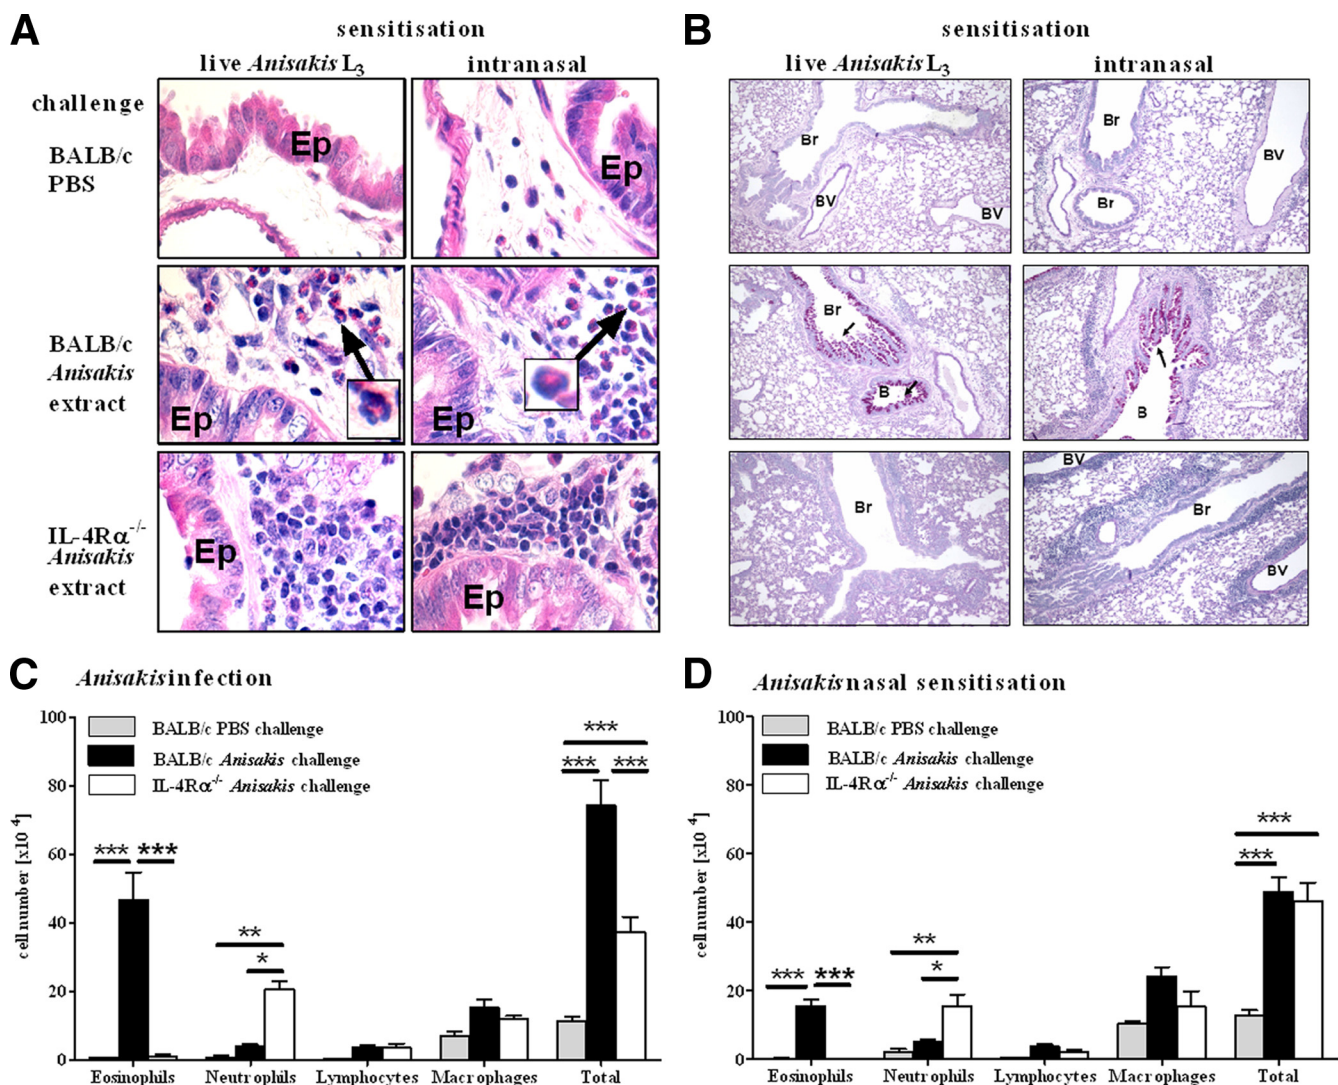 A
sensitisation
live Anisakis L₃ intranasal
challenge
BALB/c
PBS
Ep
Ep
BALB/c
Anisakis
extract
Ep
Ep
IL-4Rα⁻/⁻
Anisakis
extract
Ep
Ep
B
sensitisation
live Anisakis L₃ intranasal
Br
BV
BV
Br
Br
BV
Br
B
B
Br
BV
Br
BV
C
Anisakis infection
BALB/c PBS challenge
BALB/c Anisakis challenge
IL-4Rα⁻/⁻ Anisakis challenge
cell number [x10⁻⁴]
100
80
60
40
20
0
*** ***
**
*
***
*** ***
Eosinophils Neutrophils Lymphocytes Macrophages Total
D
Anisakis nasal sensitisation
BALB/c PBS challenge
BALB/c Anisakis challenge
IL-4Rα⁻/⁻ Anisakis challenge
cell number [x10⁻⁴]
100
80
60
40
20
0
*** ***
**
*
***
***
Eosinophils Neutrophils Lymphocytes Macrophages Total